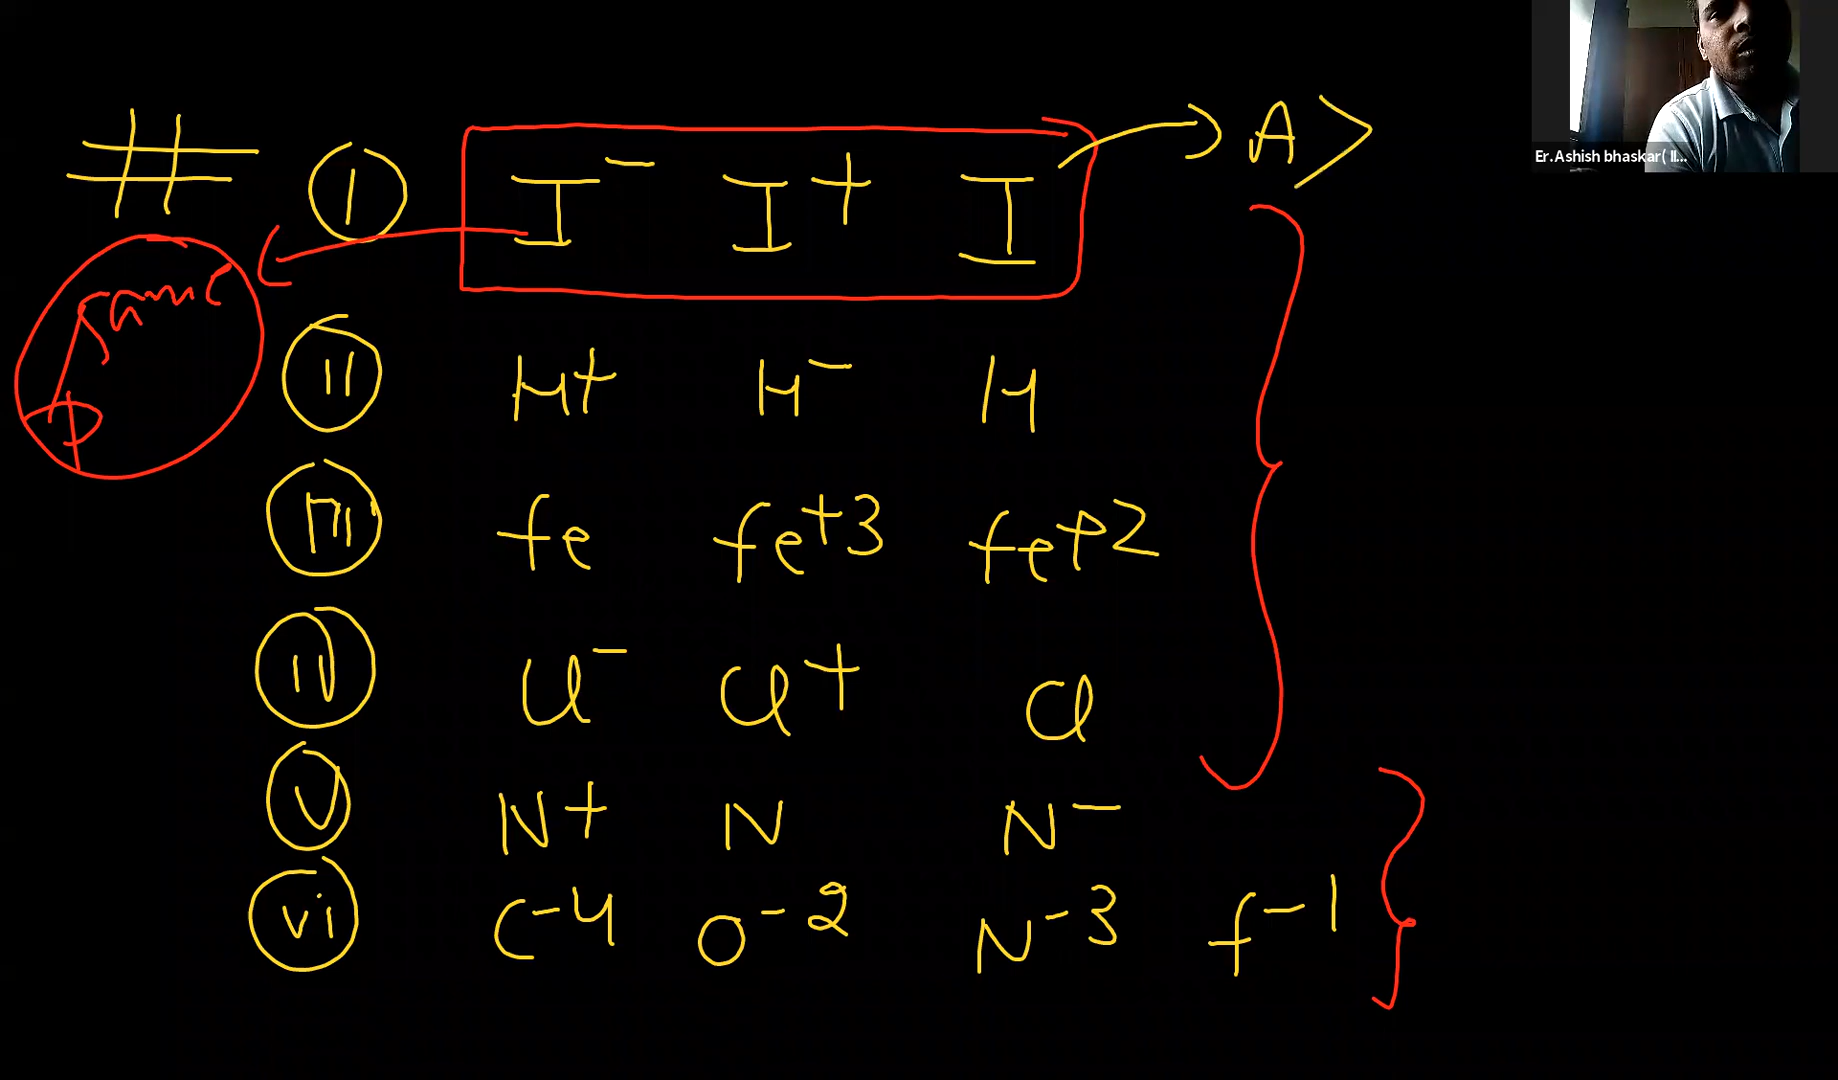 # I I⁻ I⁺ I → A >
same p
II H+ H⁻ H
III fe fe+3 fe+2
IV Cl⁻ Cl+ Cl
V N+ N N⁻
vi C-4 O-2 N-3 f-1
Er.Ashish bhaskar( II...